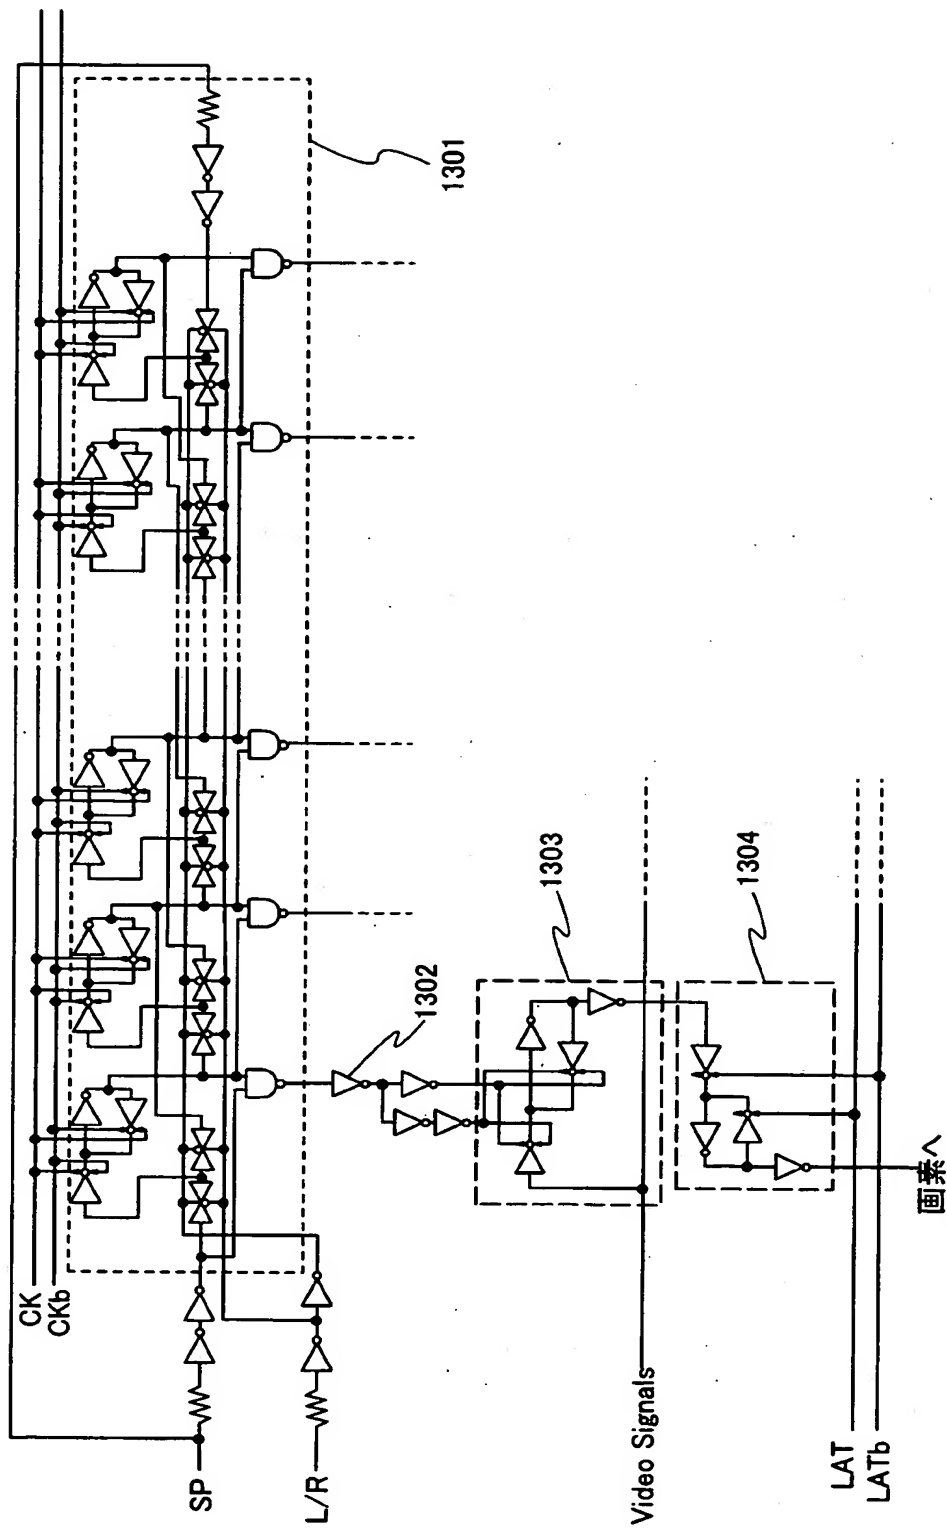 CK
CKb
SP
L/R
1301
1302
1303
Video Signals
1304
LAT
LATb
画素へ